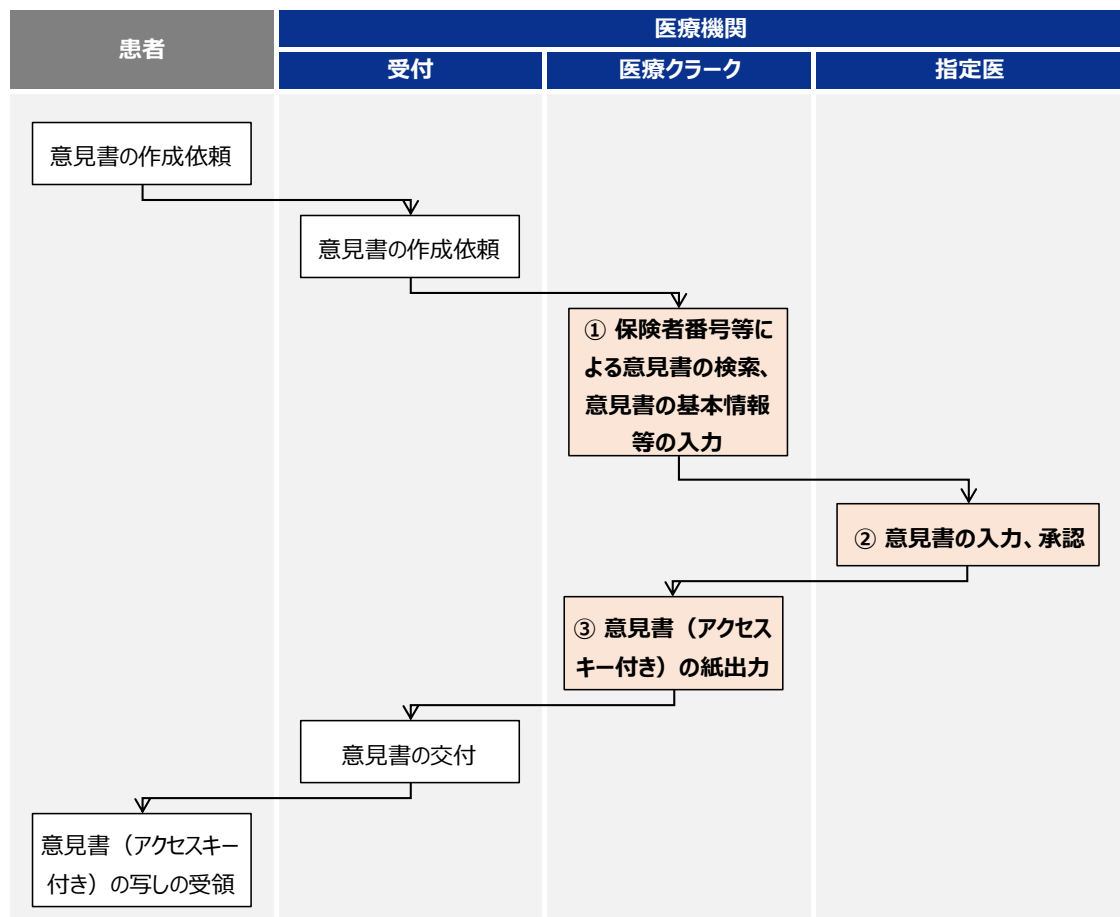 患者
医療機関
受付
医療クラーク
指定医
意見書の作成依頼
意見書の作成依頼
① 保険者番号等に
よる意見書の検索、
意見書の基本情報
等の入力
② 意見書の入力、承認
③ 意見書（アクセス
キー付き）の紙出力
意見書の交付
意見書（アクセスキー
付き）の写しの受領